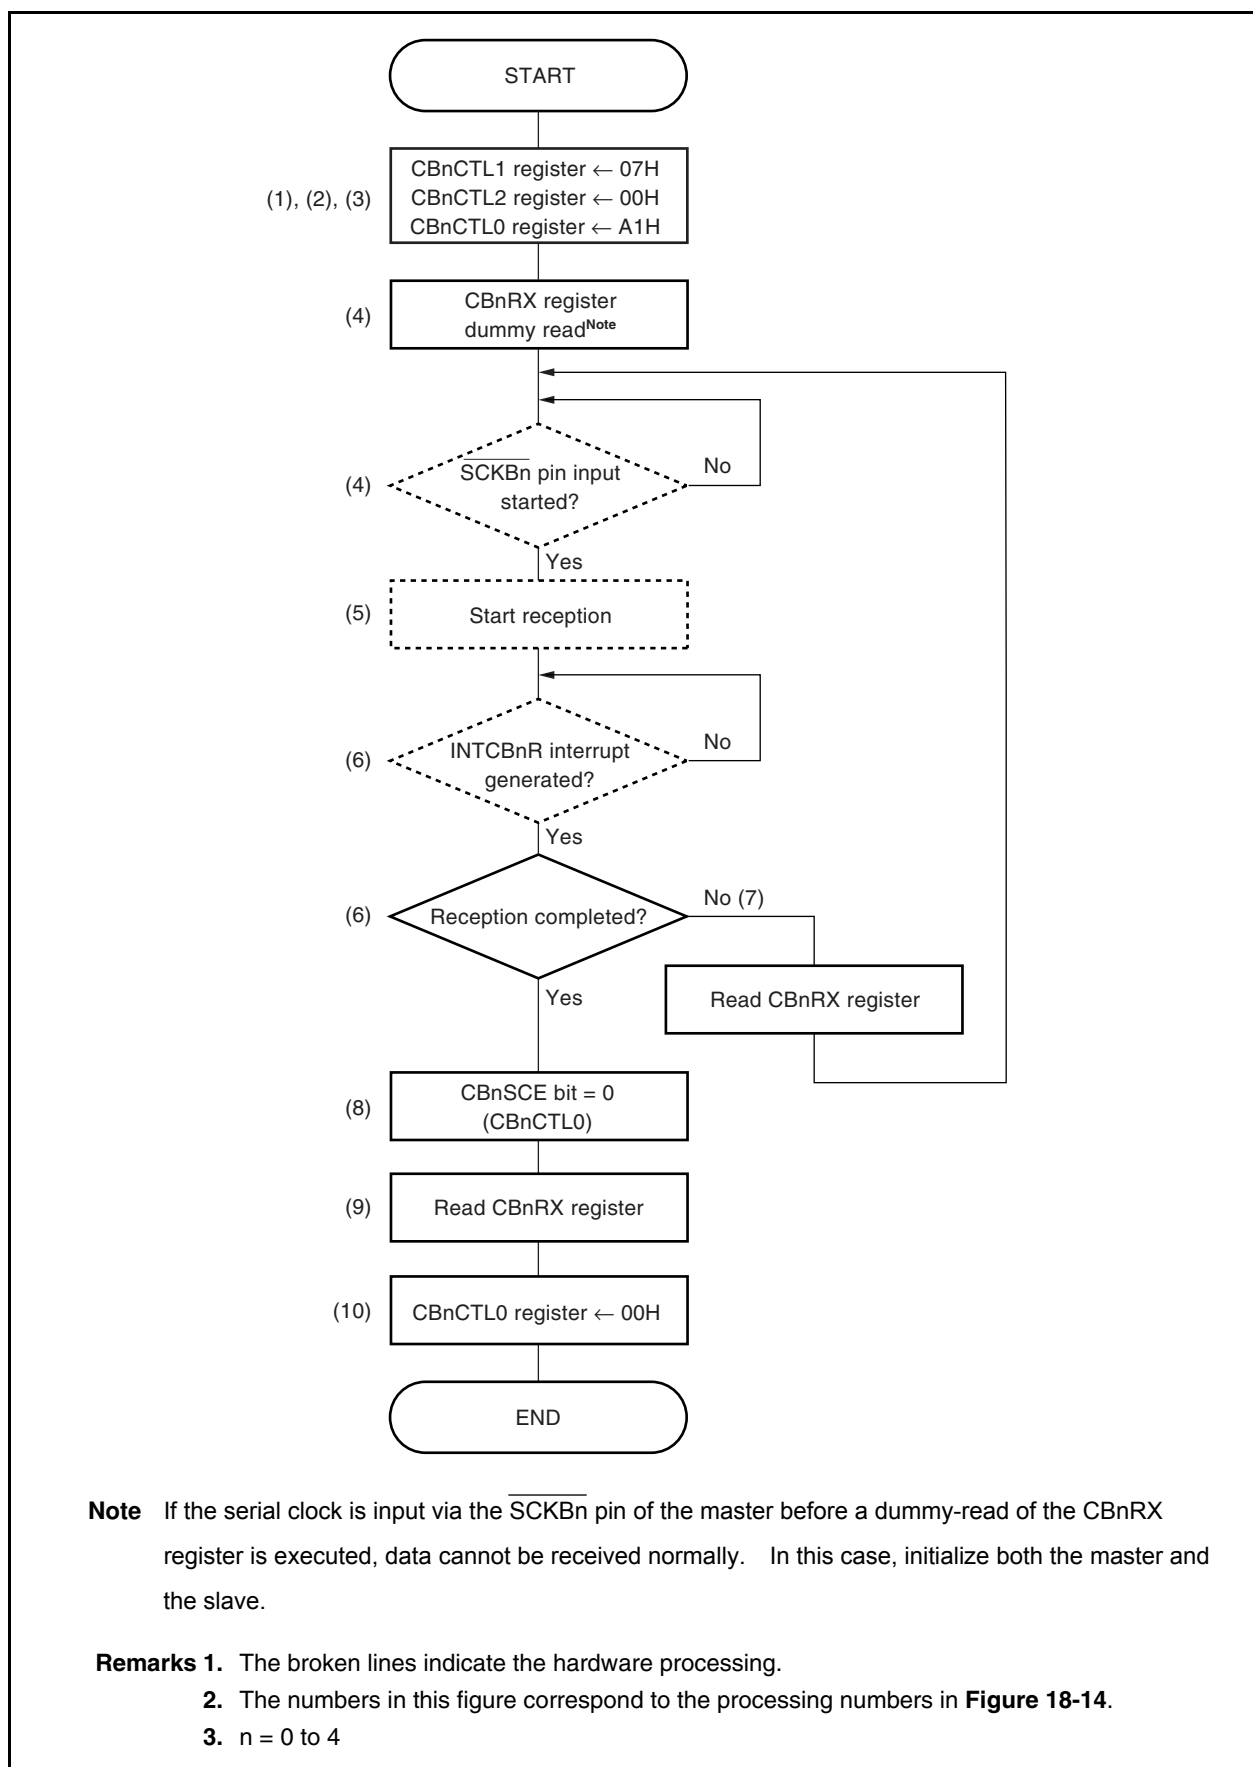 START
CBnCTL1 register ← 07H
(1), (2), (3) CBnCTL2 register ← 00H
CBnCTL0 register ← A1H
CBnRX register
(4) dummy readNote
(4) SCKBn pin input No
started?
Yes
(5) Start reception
(6) INTCBnR interrupt No
generated?
Yes
(6) Reception completed? No (7)
Yes
Read CBnRX register
(8) CBnSCE bit = 0
(CBnCTL0)
(9) Read CBnRX register
(10) CBnCTL0 register ← 00H
END
Note If the serial clock is input via the SCKBn pin of the master before a dummy-read of the CBnRX
register is executed, data cannot be received normally. In this case, initialize both the master and
the slave.
Remarks 1. The broken lines indicate the hardware processing.
2. The numbers in this figure correspond to the processing numbers in Figure 18-14.
3. n = 0 to 4